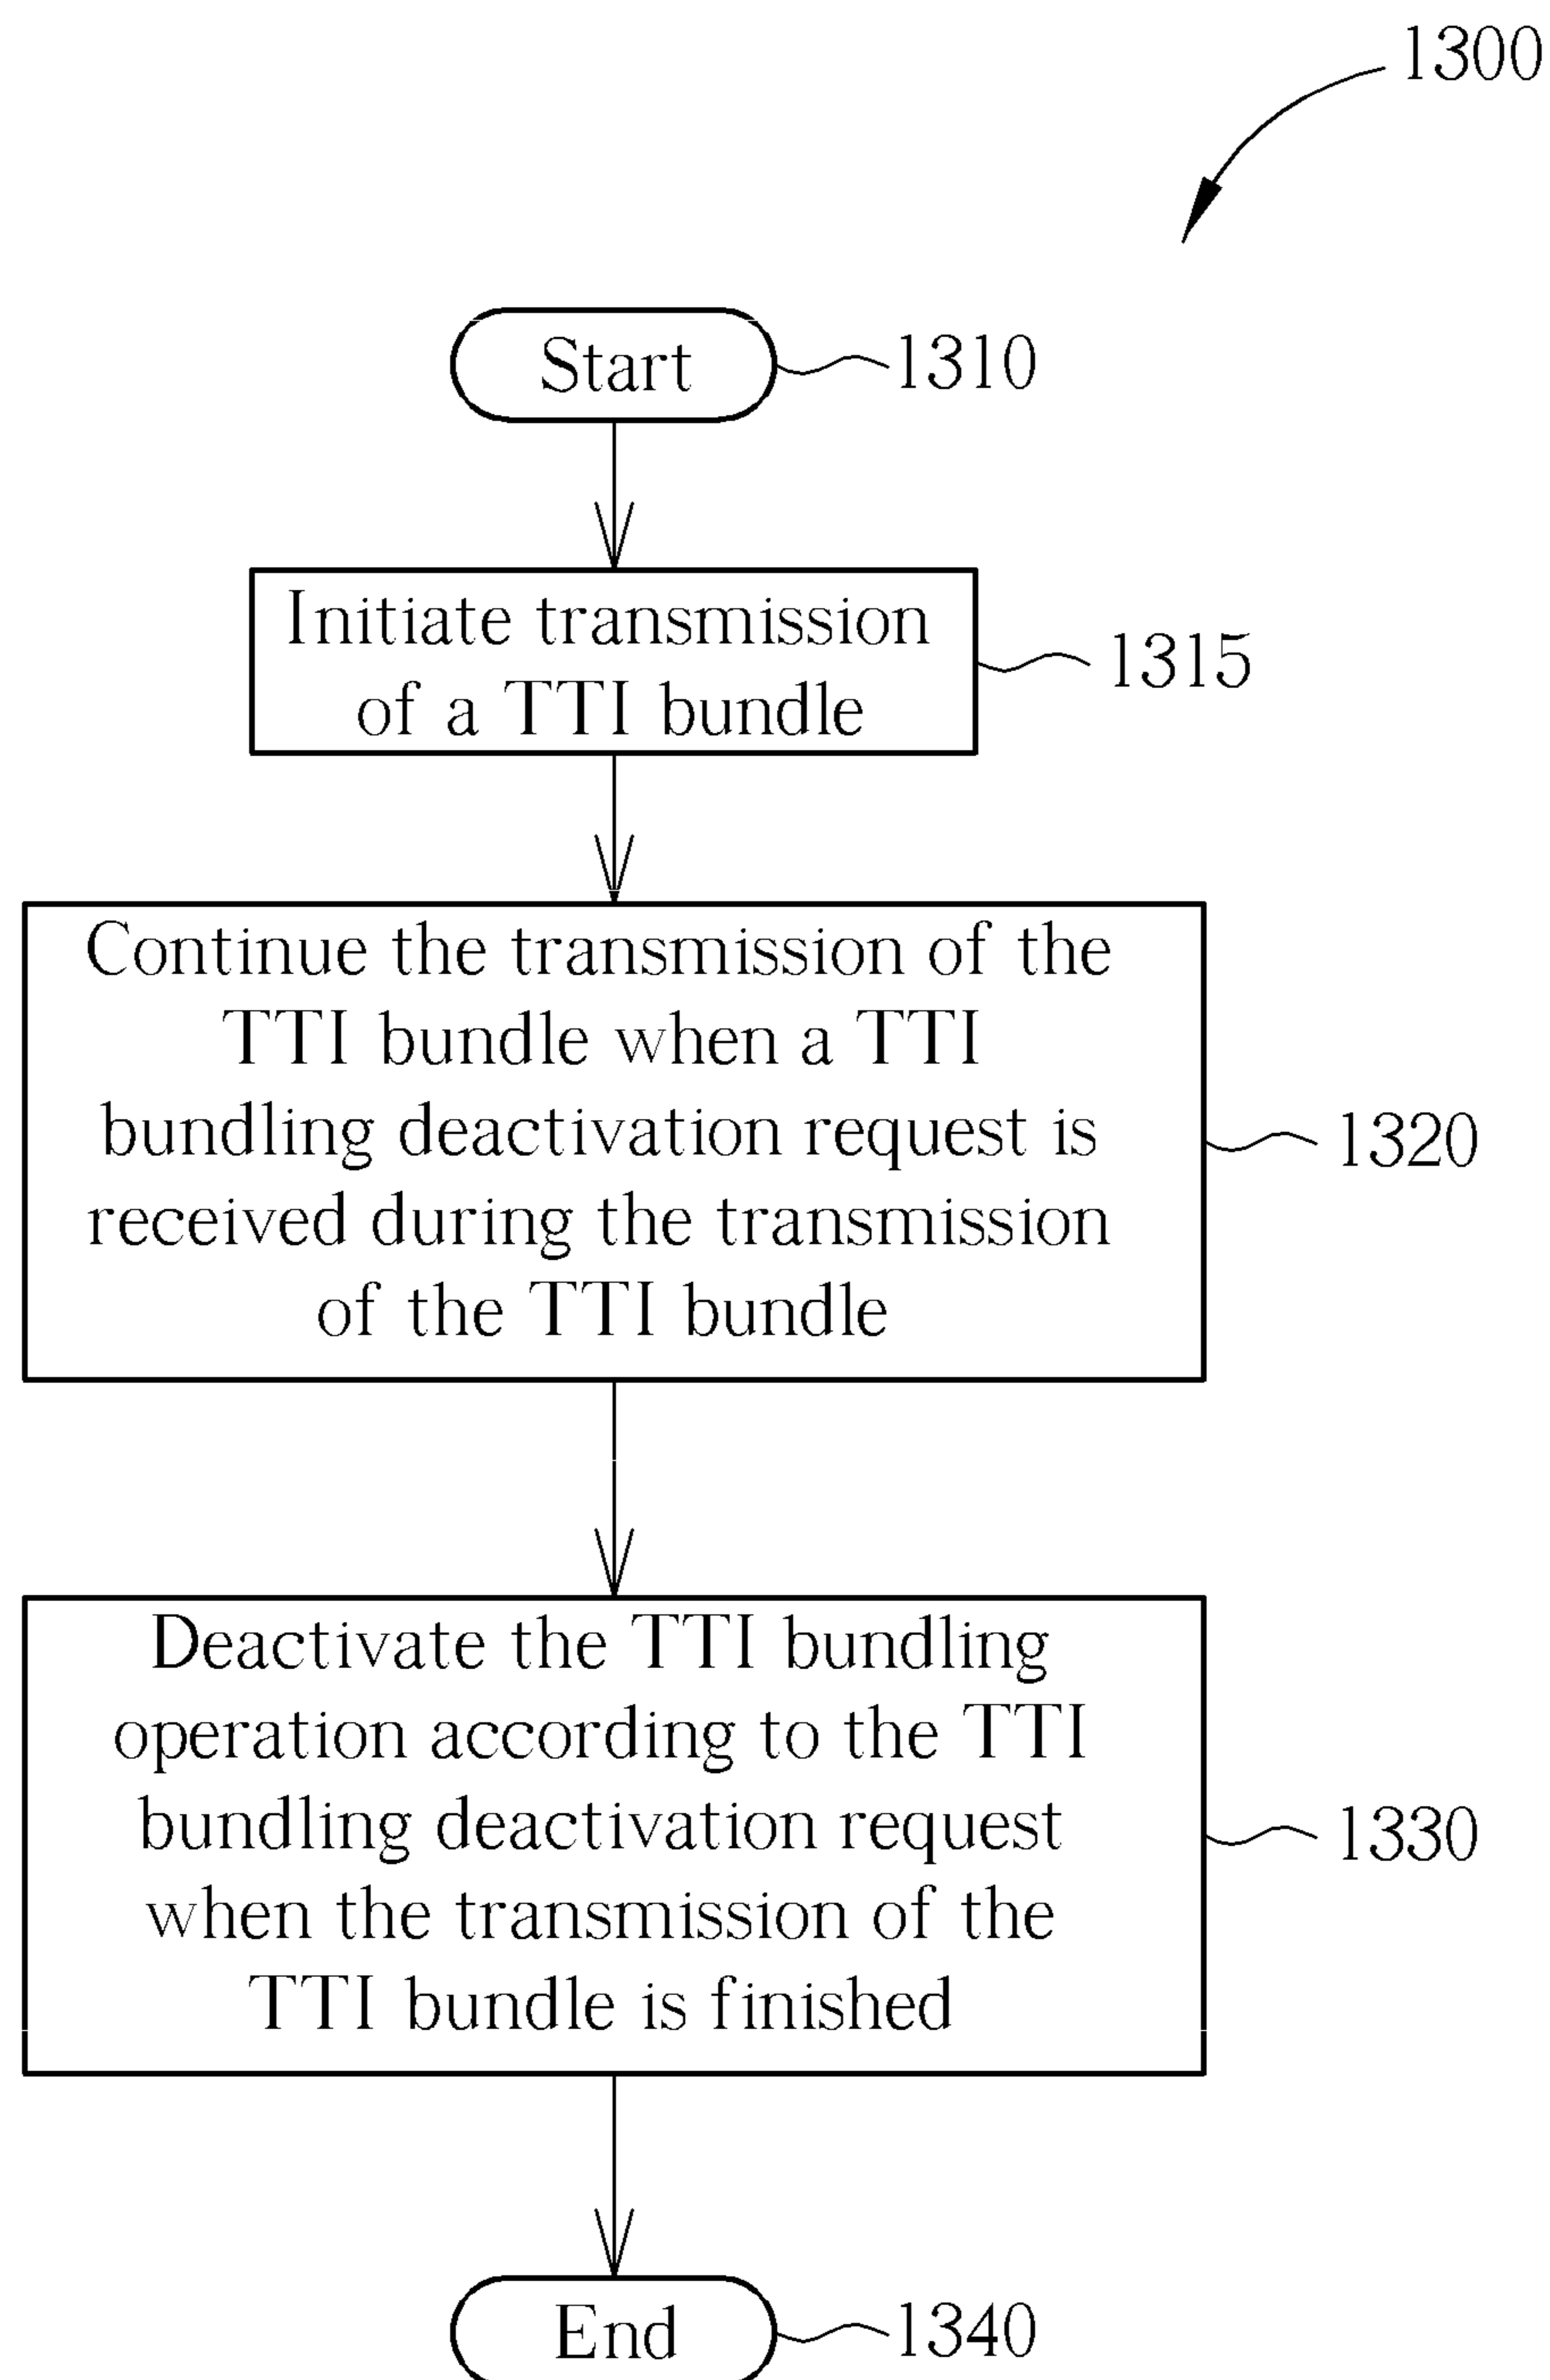 1300
Start
1310
Initiate transmission
of a TTI bundle
1315
Continue the transmission of the
TTI bundle when a TTI
bundling deactivation request is
received during the transmission
of the TTI bundle
1320
Deactivate the TTI bundling
operation according to the TTI
bundling deactivation request
when the transmission of the
TTI bundle is finished
1330
End
1340